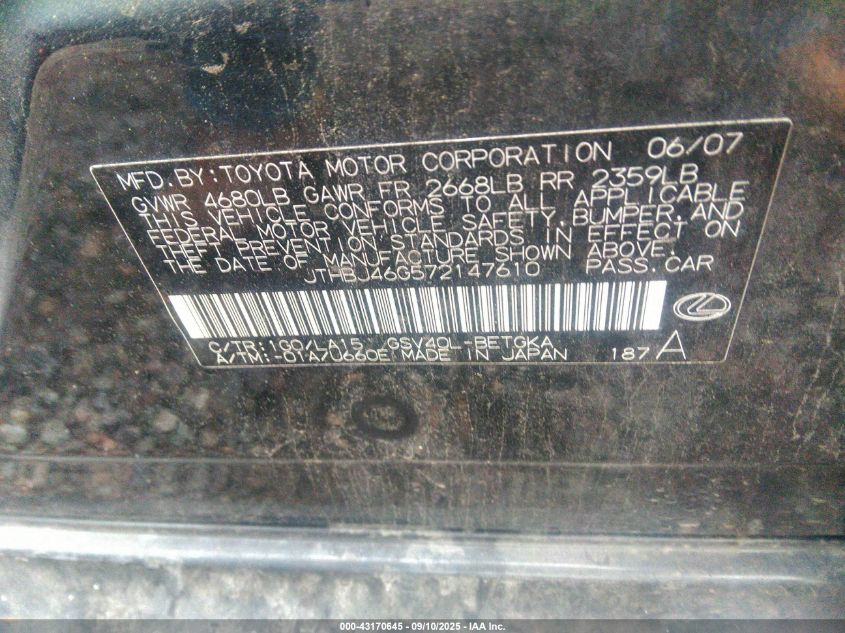 MFD.BY:TOYOTA MOTOR CORPORATION 06/07
GVWR 4680LB GAWR FR 2668LB RR 2359LB
THIS VEHICLE CONFORMS TO ALL APPLICABLE
FEDERAL MOTOR VEHICLE SAFETY,BUMPER,AND
THEFT PREVENTION STANDARDS IN EFFECT ON
THE DATE OF MANUFACTURE SHOWN ABOVE.
JTHBJ46G572147610 PASS.CAR
C/TR:1G0/LA15 GSV40L-BETGKA
A/TM:-01A/U660E MADE IN JAPAN 187 A
000-43170645 - 09/10/2025 - IAA Inc.